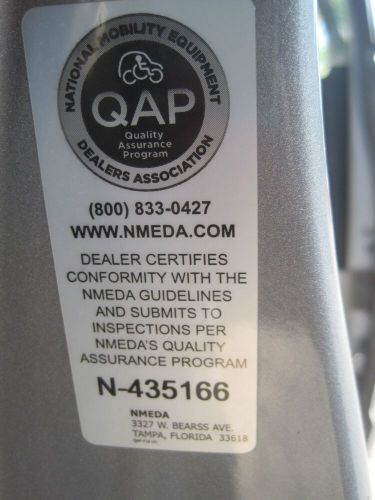 NATIONAL MOBILITY EQUIPMENT
QAP
Quality
Assurance
Program
DEALERS ASSOCIATION
(800) 833-0427
WWW.NMEDA.COM
DEALER CERTIFIES
CONFORMITY WITH THE
NMEDA GUIDELINES
AND SUBMITS TO
INSPECTIONS PER
NMEDA'S QUALITY
ASSURANCE PROGRAM
N-435166
NMEDA
3327 W. BEARSS AVE.
TAMPA, FLORIDA 33618